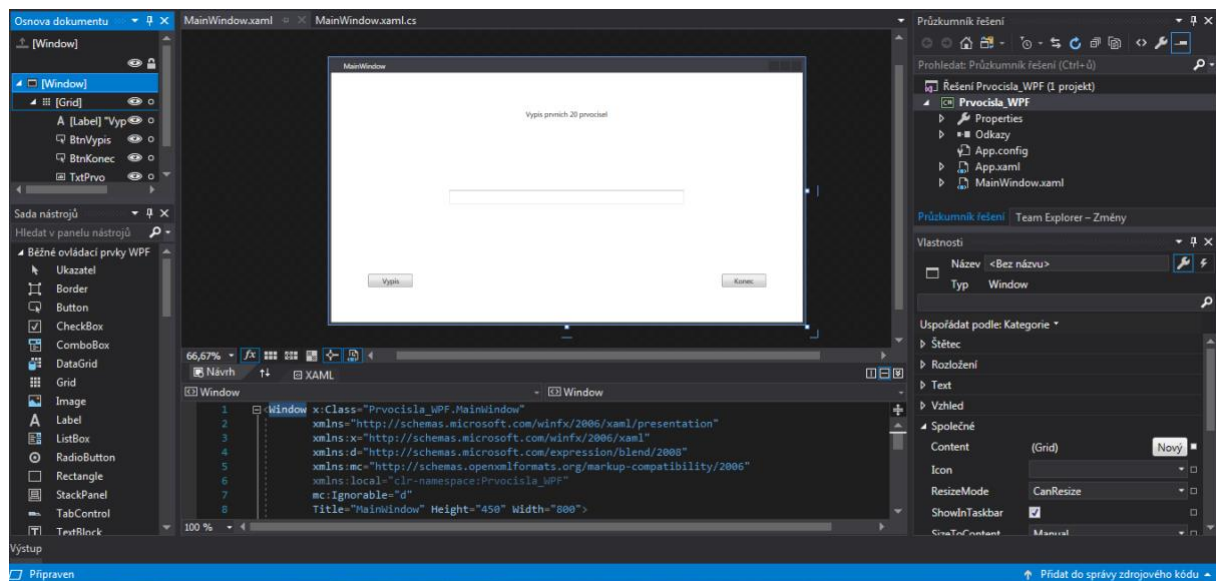 Osnova dokumentu
[Window]
[Window]
[Grid]
[Label] "Vyp
BtnVypis
BtnKonec
TxtPrvo
Sada nástrojů
Hledat v panelu nástrojů
Běžné ovládací prvky WPF
Ukazatel
Border
Button
CheckBox
ComboBox
DataGrid
Grid
Image
Label
ListBox
RadioButton
Rectangle
StackPanel
TabControl
TextBlock
MainWindow.xaml
MainWindow.xaml.cs
MainWindow
Vypis prvnich 20 prvocisel
Vypis
Konec
66,67%
Návrh
XAML
Window
Window
1 <Window x:Class="Prvocisla_WPF.MainWindow"
2 xmlns="http://schemas.microsoft.com/winfx/2006/xaml/presentation"
3 xmlns:x="http://schemas.microsoft.com/winfx/2006/xaml"
4 xmlns:d="http://schemas.microsoft.com/expression/blend/2008"
5 xmlns:mc="http://schemas.openxmlformats.org/markup-compatibility/2006"
6 xmlns:local="clr-namespace:Prvocisla_WPF"
7 mc:Ignorable="d"
8 Title="MainWindow" Height="450" Width="800">
100 %
Průzkumník řešení
Prohledat: Průzkumník řešení (Ctrl+ů)
Řešení Prvocisla_WPF (1 projekt)
Prvocisla_WPF
Properties
Odkazy
App.config
App.xaml
MainWindow.xaml
Průzkumník řešení
Team Explorer – Změny
Vlastnosti
Název <Bez názvu>
Typ Window
Uspořádat podle: Kategorie
Štětec
Rozložení
Text
Vzhled
Společné
Content (Grid) Nový
Icon
ResizeMode CanResize
ShowInTaskbar
SizeToContent Manual
Výstup
Připraven
Přidat do správy zdrojového kódu